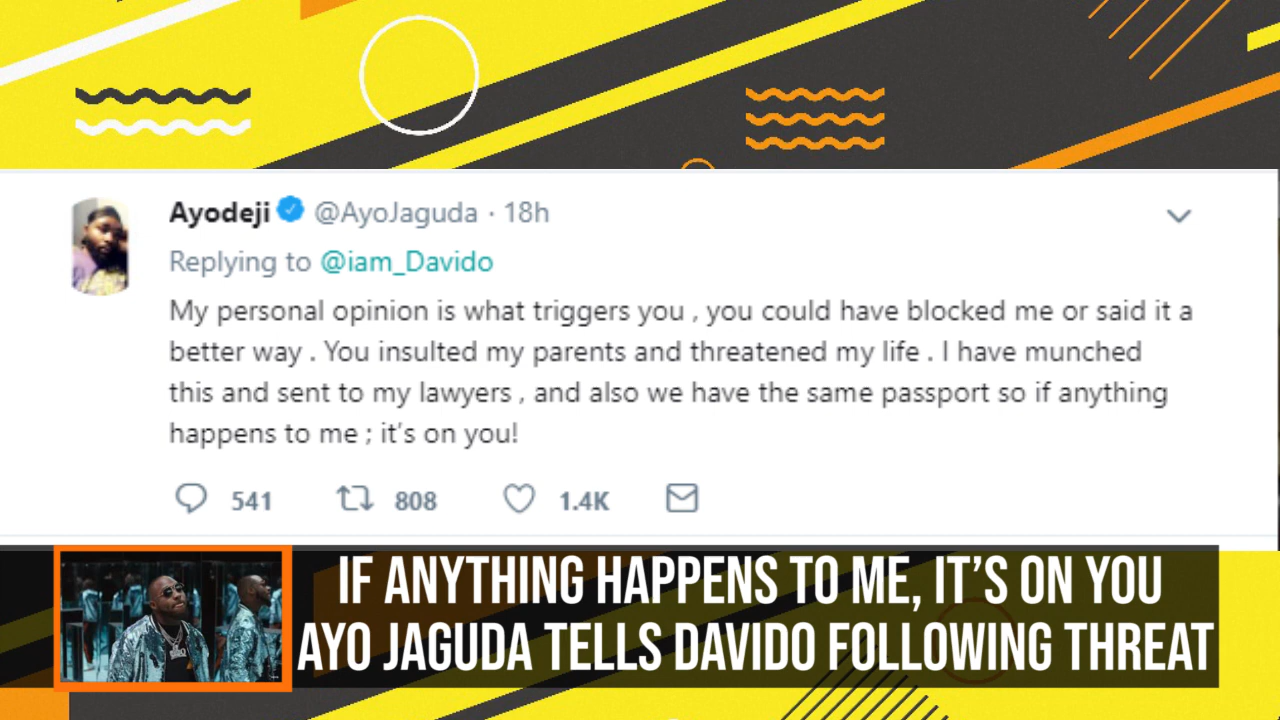 Ayodeji @AyoJaguda · 18h
Replying to @iam_Davido
My personal opinion is what triggers you , you could have blocked me or said it a
better way . You insulted my parents and threatened my life . I have munched
this and sent to my lawyers , and also we have the same passport so if anything
happens to me ; it's on you!
541 808 1.4K
IF ANYTHING HAPPENS TO ME, IT'S ON YOU
AYO JAGUDA TELLS DAVIDO FOLLOWING THREAT